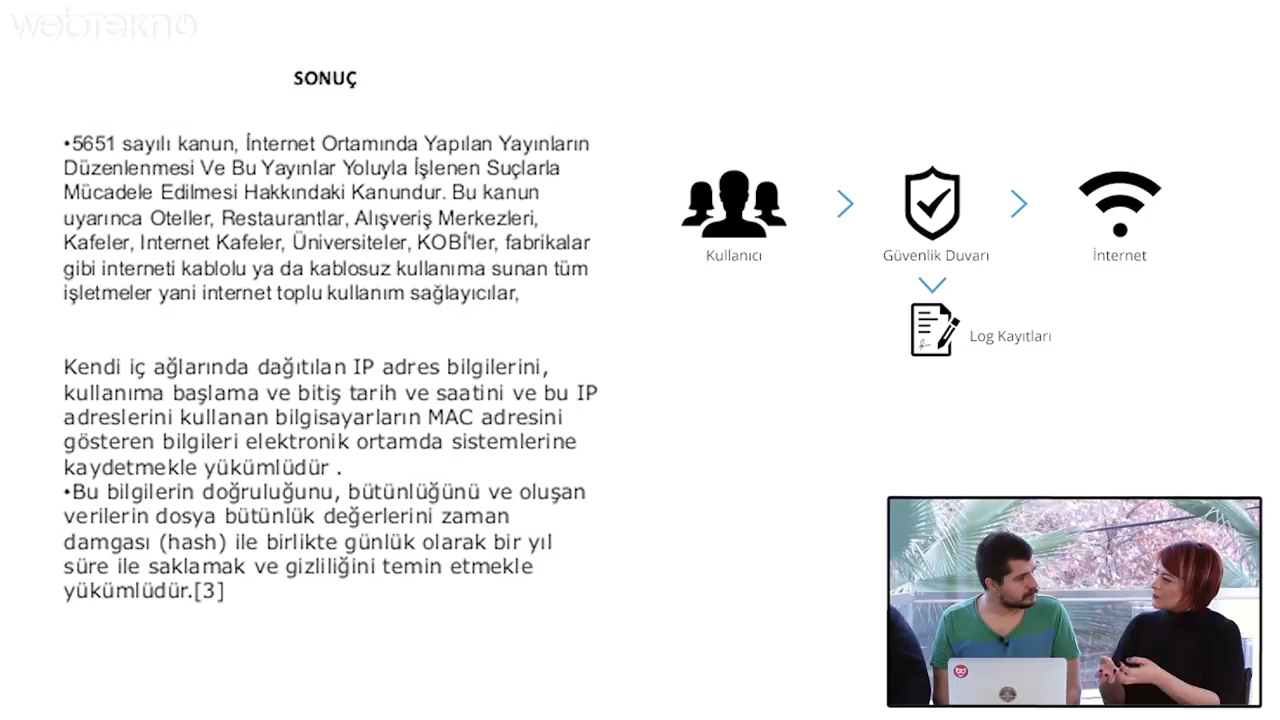 webtekno
SONUÇ
•5651 sayılı kanun, İnternet Ortamında Yapılan Yayınların
Düzenlenmesi Ve Bu Yayınlar Yoluyla İşlenen Suçlarla
Mücadele Edilmesi Hakkındaki Kanundur. Bu kanun
uyarınca Oteller, Restaurantlar, Alışveriş Merkezleri,
Kafeler, Internet Kafeler, Üniversiteler, KOBİ'ler, fabrikalar
gibi interneti kablolu ya da kablosuz kullanıma sunan tüm
işletmeler yani internet toplu kullanım sağlayıcılar,
Kendi iç ağlarında dağıtılan IP adres bilgilerini,
kullanıma başlama ve bitiş tarih ve saatini ve bu IP
adreslerini kullanan bilgisayarların MAC adresini
gösteren bilgileri elektronik ortamda sistemlerine
kaydetmekle yükümlüdür .
•Bu bilgilerin doğruluğunu, bütünlüğünü ve oluşan
verilerin dosya bütünlük değerlerini zaman
damgası (hash) ile birlikte günlük olarak bir yıl
süre ile saklamak ve gizliliğini temin etmekle
yükümlüdür.[3]
Kullanıcı
Güvenlik Duvarı
İnternet
Log Kayıtları